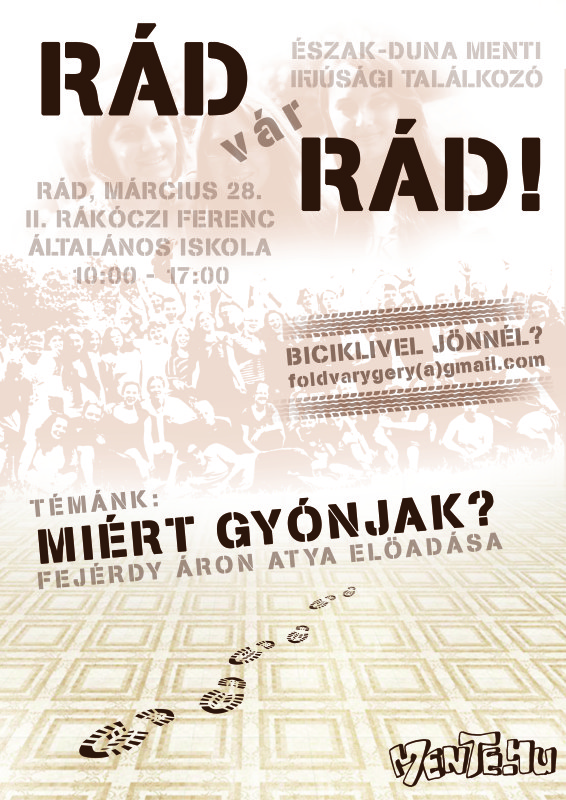 RÁD
vár
RÁD!
ÉSZAK-DUNA MENTI
IFJÚSÁGI TALÁLKOZÓ
RÁD, MÁRCIUS 28.
II. RÁKÓCZI FERENC
ÁLTALÁNOS ISKOLA
10:00 - 17:00
BICIKLIVEL JÖNNÉL?
foldvarygery(a)gmail.com
TÉMÁNK:
MIÉRT GYÓNJAK?
FEJÉRDY ÁRON ATYA ELŐADÁSA
MENTE.HU